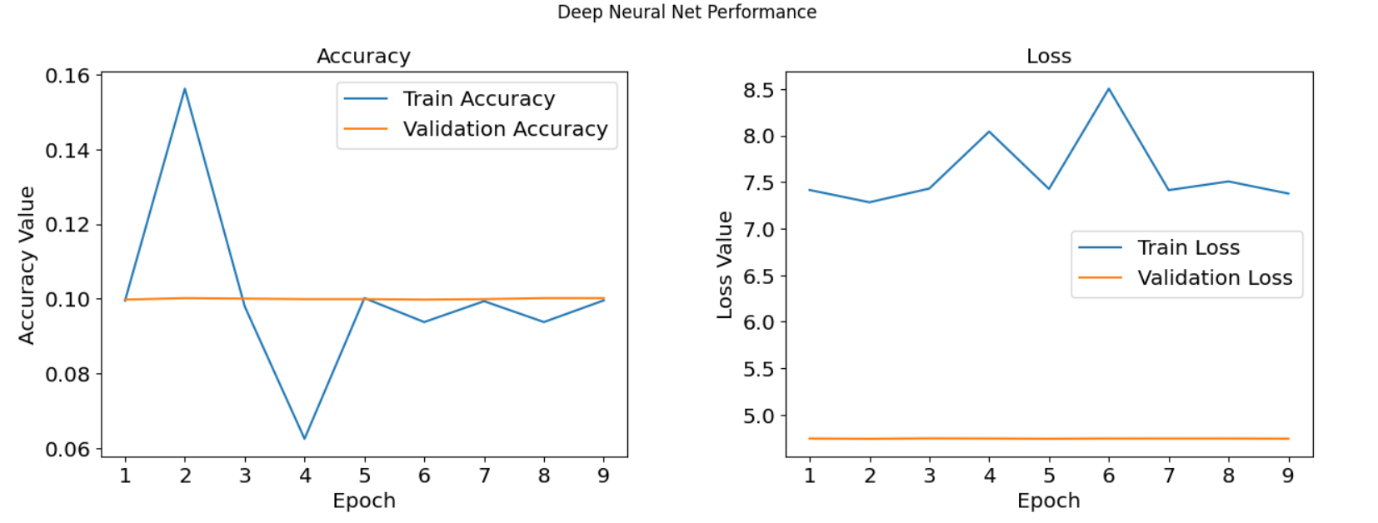 Deep Neural Net Performance
Accuracy
Accuracy Value
0.16
0.14
0.12
0.10
0.08
0.06
Train Accuracy
Validation Accuracy
1 2 3 4 5 6 7 8 9
Epoch
Loss
Loss Value
8.5
8.0
7.5
7.0
6.5
6.0
5.5
5.0
Train Loss
Validation Loss
1 2 3 4 5 6 7 8 9
Epoch